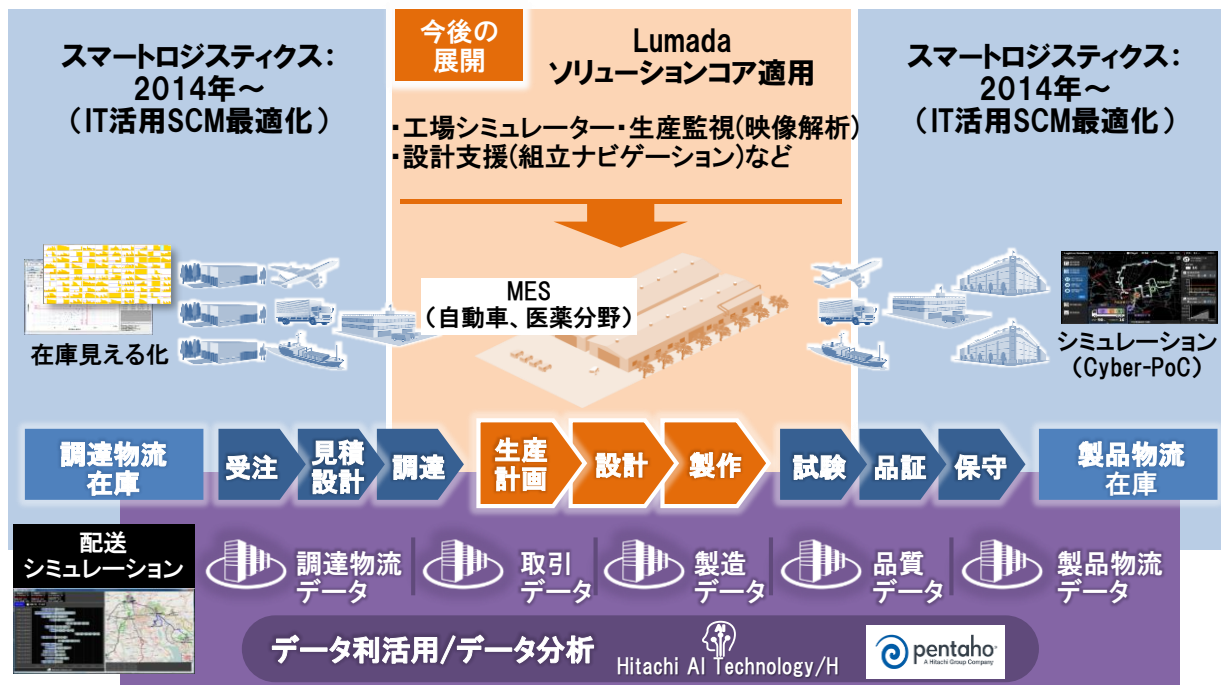 スマートロジスティクス：
2014年～
（IT活用SCM最適化）
今後の
展開
Lumada
ソリューションコア適用
・工場シミュレーター・生産監視(映像解析)
・設計支援(組立ナビゲーション)など
スマートロジスティクス：
2014年～
（IT活用SCM最適化）
在庫見える化
MES
（自動車、医薬分野）
シミュレーション
（Cyber-PoC）
調達物流
在庫
受注
見積
設計
調達
生産
計画
設計
製作
試験
品証
保守
製品物流
在庫
配送
シミュレーション
調達物流
データ
取引
データ
製造
データ
品質
データ
製品物流
データ
データ利活用/データ分析
Hitachi AI Technology/H
pentaho
A Hitachi Group Company